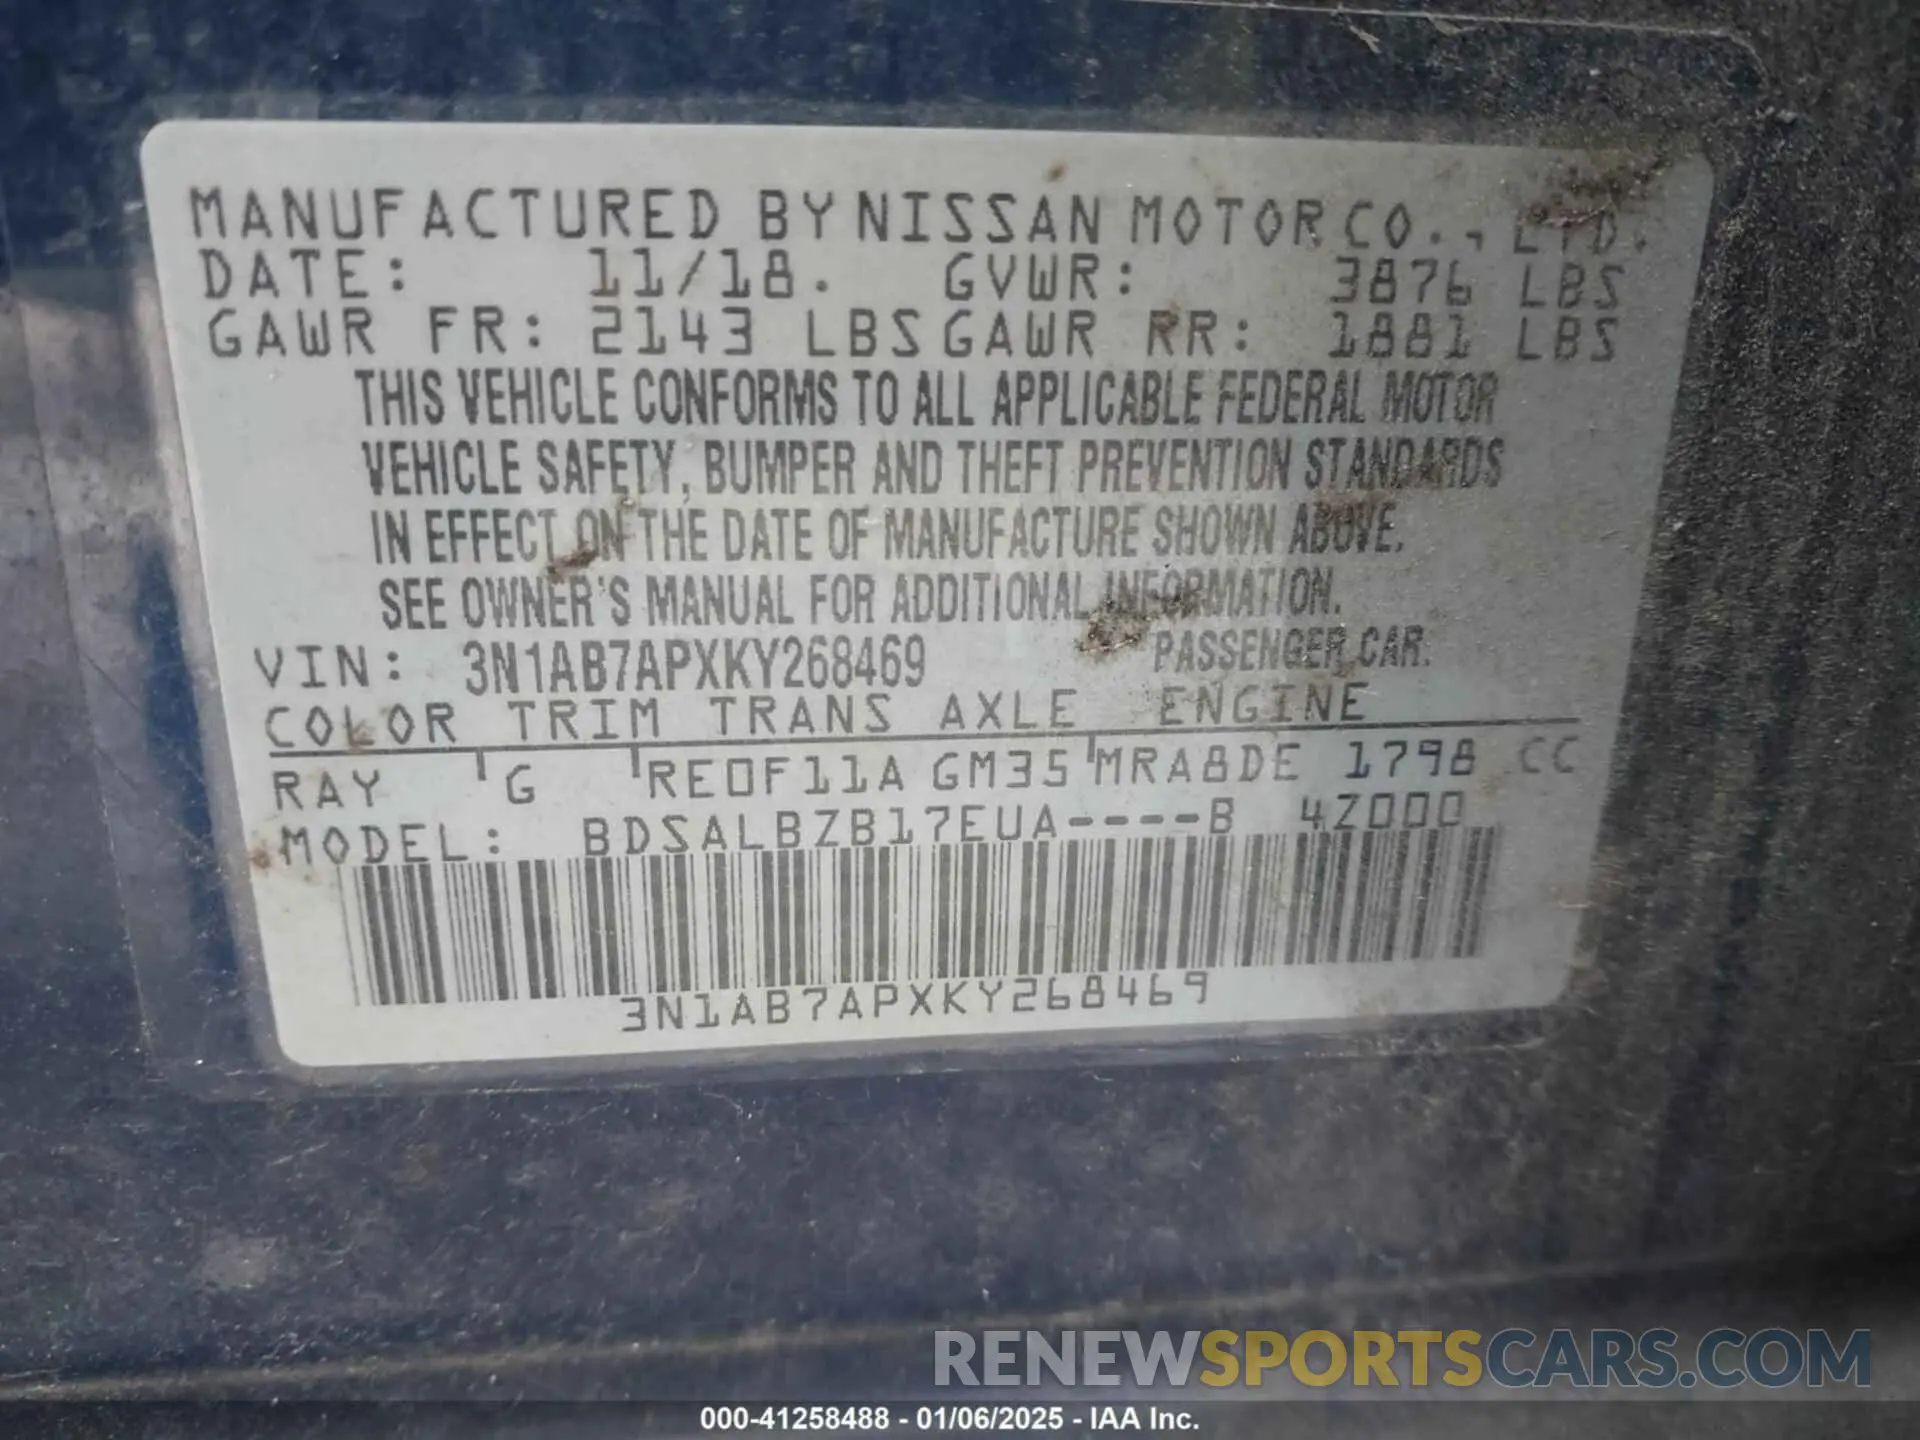 MANUFACTURED BY NISSAN MOTOR CO., LTD.
DATE: 11/18. GVWR: 3876 LBS
GAWR FR: 2143 LBS GAWR RR: 1881 LBS
THIS VEHICLE CONFORMS TO ALL APPLICABLE FEDERAL MOTOR
VEHICLE SAFETY, BUMPER AND THEFT PREVENTION STANDARDS
IN EFFECT ON THE DATE OF MANUFACTURE SHOWN ABOVE.
SEE OWNER'S MANUAL FOR ADDITIONAL INFORMATION.
VIN: 3N1AB7APXKY268469 PASSENGER CAR.
COLOR TRIM TRANS AXLE ENGINE
RAY G RE0F11A GM35 MRA8DE 1798 CC
MODEL: BDSALBZB17EUA----B 4Z000
3N1AB7APXKY268469
RENEWSPORTSCARS.COM
000-41258488 - 01/06/2025 - IAA Inc.